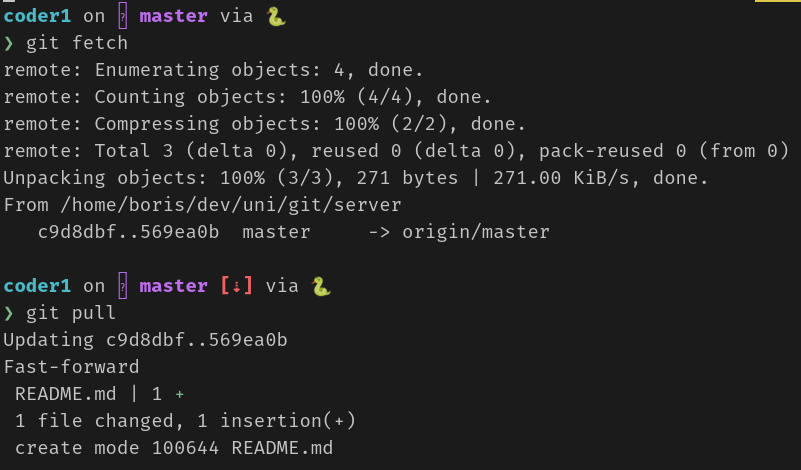 coder1 on master via 🐍
❯ git fetch
remote: Enumerating objects: 4, done.
remote: Counting objects: 100% (4/4), done.
remote: Compressing objects: 100% (2/2), done.
remote: Total 3 (delta 0), reused 0 (delta 0), pack-reused 0 (from 0)
Unpacking objects: 100% (3/3), 271 bytes | 271.00 KiB/s, done.
From /home/boris/dev/uni/git/server
   c9d8dbf..569ea0b  master     -> origin/master
coder1 on master [⇣] via 🐍
❯ git pull
Updating c9d8dbf..569ea0b
Fast-forward
 README.md | 1 +
 1 file changed, 1 insertion(+)
 create mode 100644 README.md